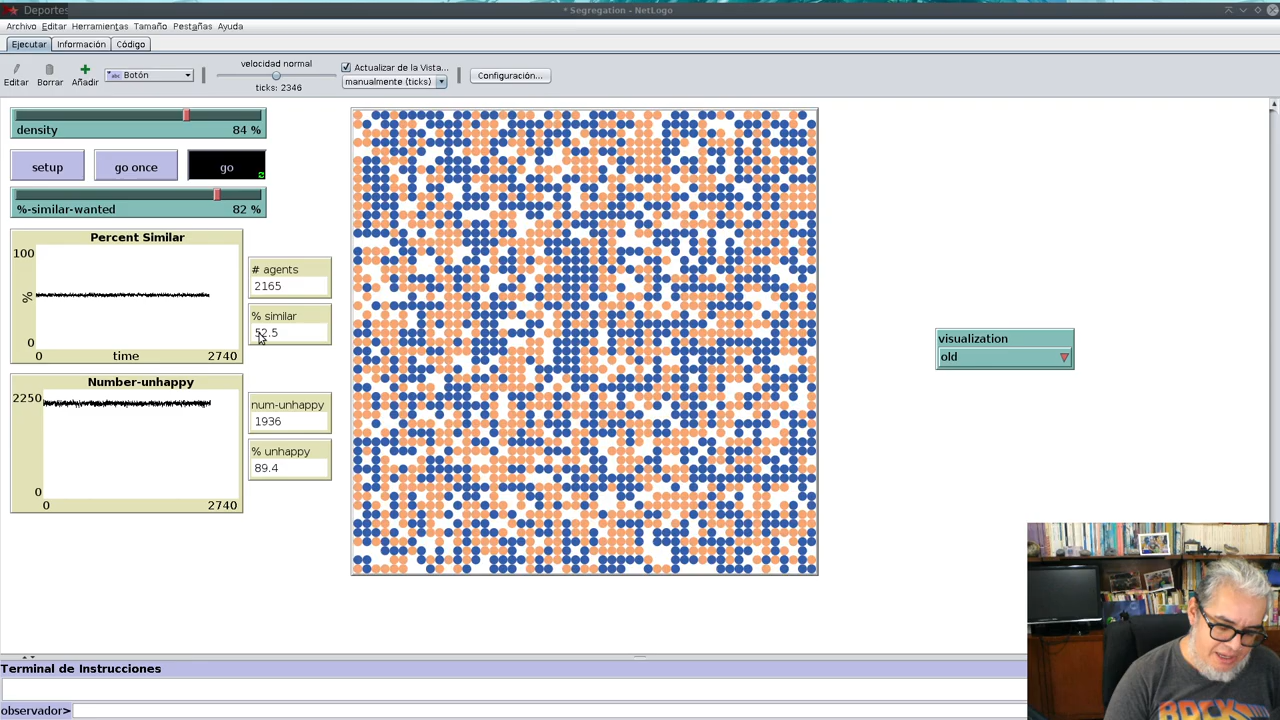 Deportes
* Segregation - NetLogo
Archivo Editar Herramientas Tamaño Pestañas Ayuda
Ejecutar Información Código
Editar Borrar Añadir
abc Botón
velocidad normal
ticks: 2346
Actualizar de la Vista...
manualmente (ticks)
Configuración...
density 84 %
setup go once go
%-similar-wanted 82 %
Percent Similar
100
%
0
0 time 2740
# agents
2165
% similar
52.5
Number-unhappy
2250
0
0 2740
num-unhappy
1936
% unhappy
89.4
visualization
old
Terminal de Instrucciones
observador>